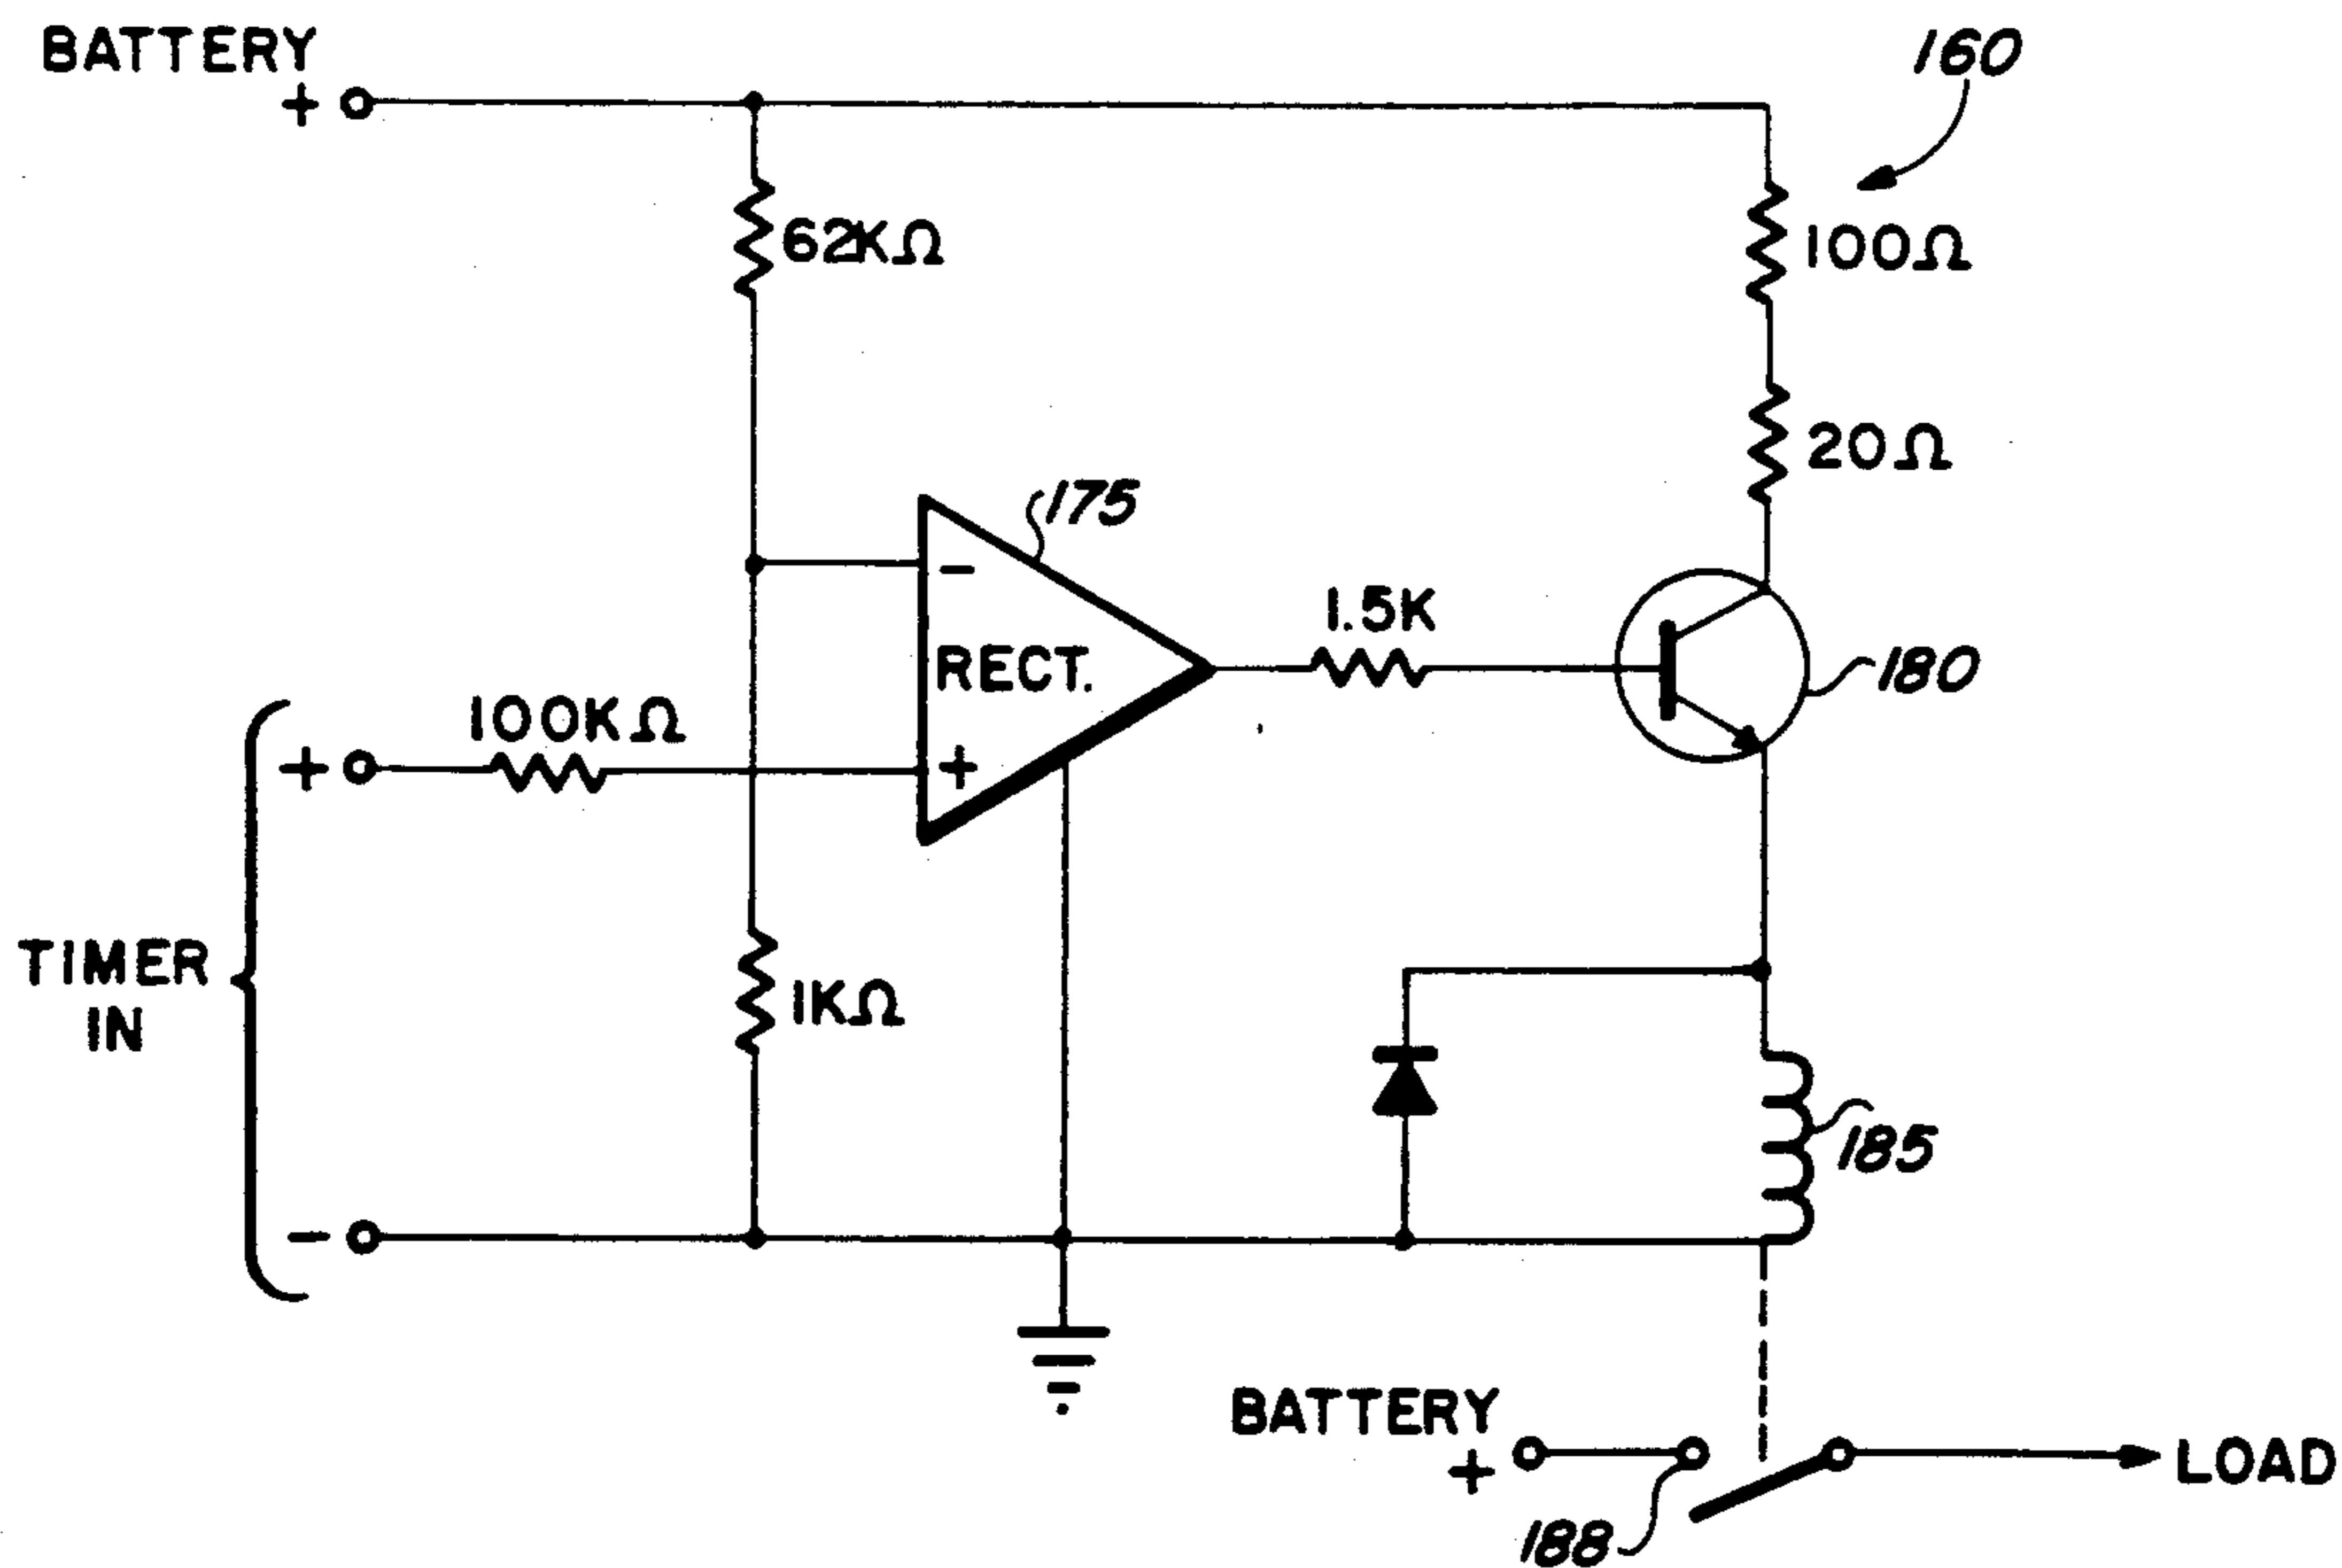 BATTERY
+
160
62KΩ
100Ω
20Ω
175
−
RECT.
+
1.5K
180
100KΩ
+
TIMER
IN
1KΩ
−
185
BATTERY
+
188
LOAD